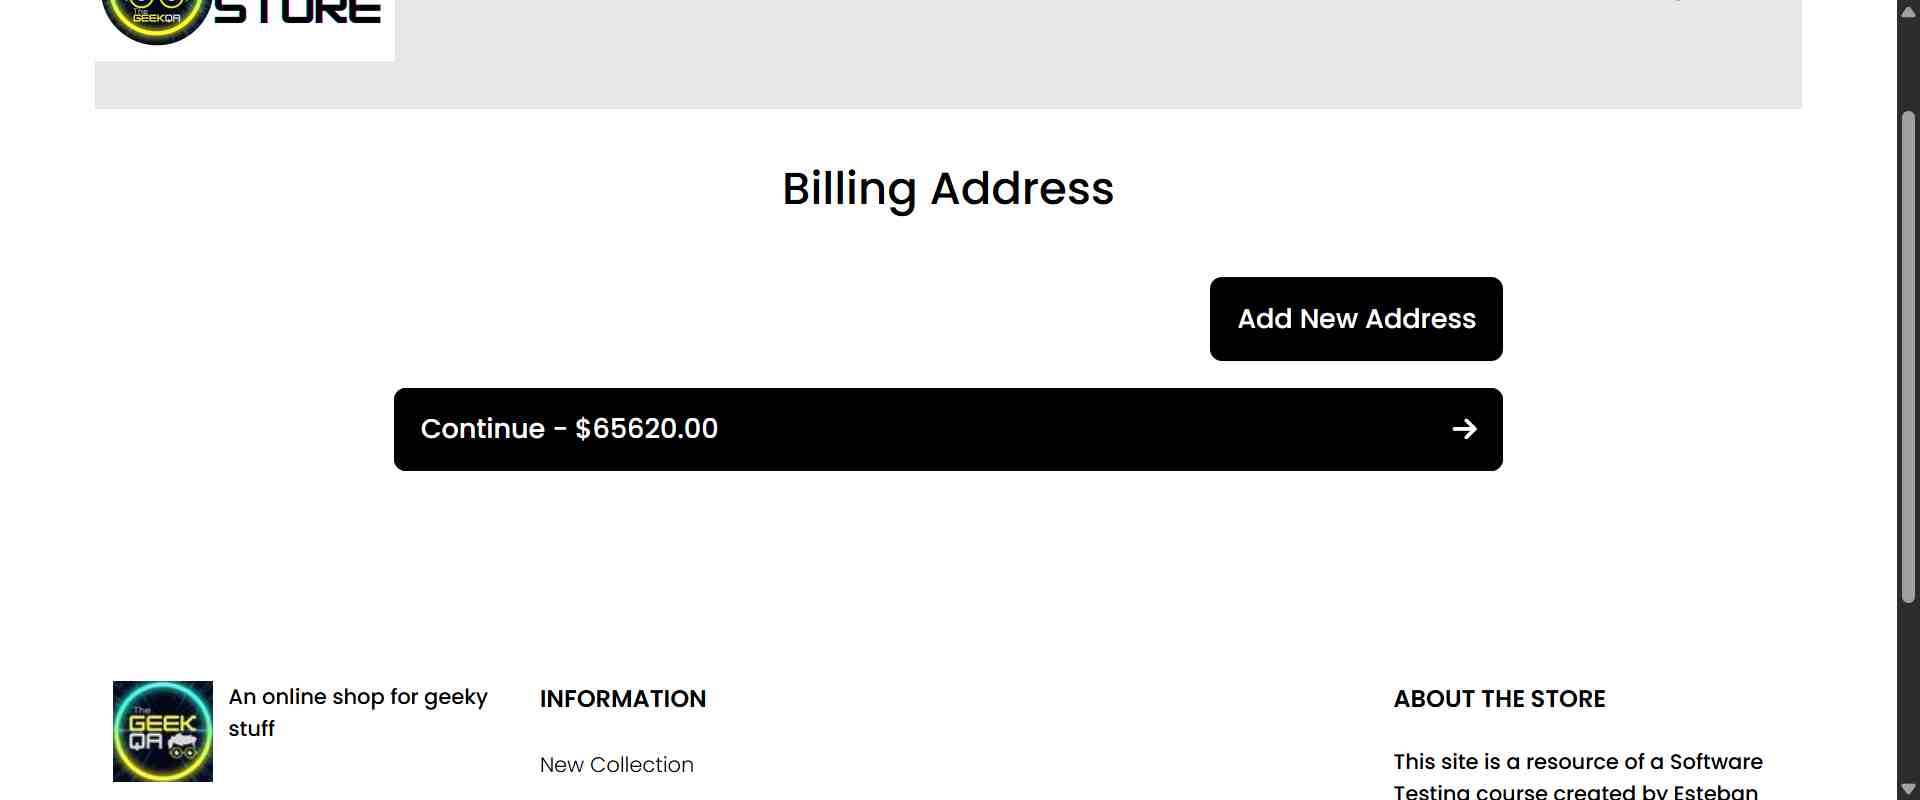 The
GEEKQA
STORE
Billing Address
Add New Address
Continue - $65620.00
The
GEEK
QA
An online shop for geeky
stuff
INFORMATION
New Collection
ABOUT THE STORE
This site is a resource of a Software
Testing course created by Esteban